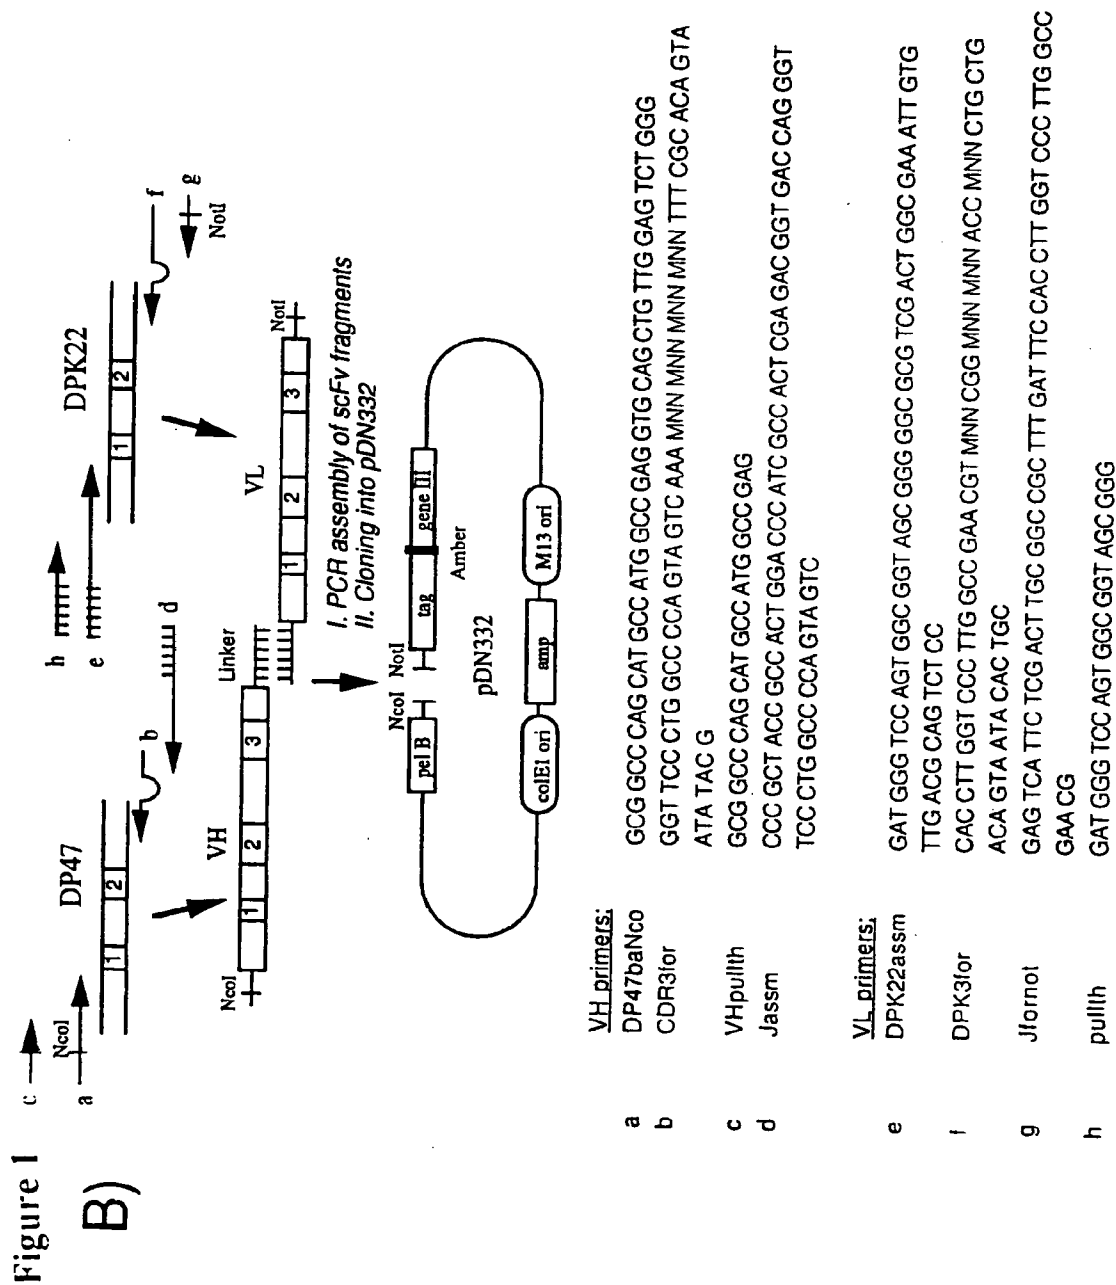 Figure 1
B)
c
a
NcoI
DP47
1
2
b
d
h
e
DPK22
1
2
f
g
NotI
NcoI
VH
1
2
3
Linker
VL
1
2
3
NotI
I. PCR assembly of scFv fragments
II. Cloning into pDN332
NcoI
NotI
pel B
tag
gene III
Amber
pDN332
colE1 ori
amp
M13 ori
VH primers:
a DP47baNco GCG GCC CAG CAT GCC ATG GCC GAG GTG CAG CTG TTG GAG TCT GGG
b CDR3for GGT TCC CTG GCC CCA GTA GTC AAA MNN MNN MNN MNN TTT CGC ACA GTA
ATA TAC G
c VHpullth GCG GCC CAG CAT GCC ATG GCC GAG
d Jassm CCC GCT ACC GCC ACT GGA CCC ATC GCC ACT CGA GAC GGT GAC CAG GGT
TCC CTG GCC CCA GTA GTC
VL primers:
e DPK22assm GAT GGG TCC AGT GGC GGT AGC GGG GGC GCG TCG ACT GGC GAA ATT GTG
TTG ACG CAG TCT CC
f DPK3for CAC CTT GGT CCC TTG GCC GAA CGT MNN CGG MNN MNN ACC MNN CTG CTG
ACA GTA ATA CAC TGC
g Jfornot GAG TCA TTC TCG ACT TGC GGC CGC TTT GAT TTC CAC CTT GGT CCC TTG GCC
GAA CG
h pullth GAT GGG TCC AGT GGC GGT AGC GGG